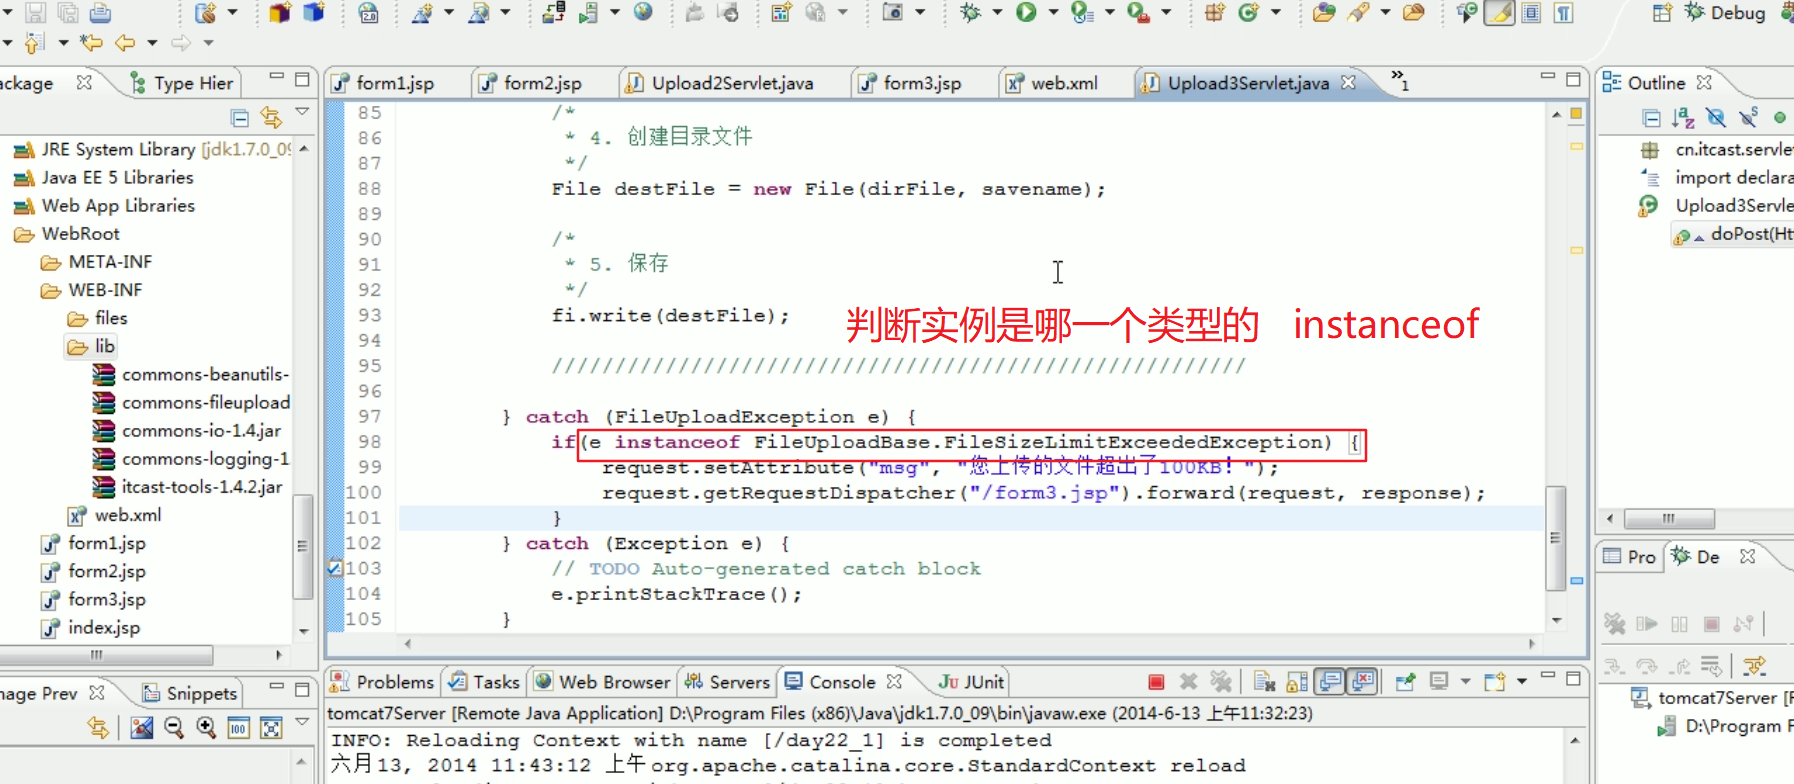 Debug
ackage
Type Hier
form1.jsp
form2.jsp
Upload2Servlet.java
form3.jsp
web.xml
Upload3Servlet.java
»1
Outline
JRE System Library [jdk1.7.0_09
Java EE 5 Libraries
Web App Libraries
WebRoot
META-INF
WEB-INF
files
lib
commons-beanutils-
commons-fileupload
commons-io-1.4.jar
commons-logging-1
itcast-tools-1.4.2.jar
web.xml
form1.jsp
form2.jsp
form3.jsp
index.jsp
85 /*
86 * 4. 创建目录文件
87 */
88 File destFile = new File(dirFile, savename);
89
90 /*
91 * 5. 保存
92 */
93 fi.write(destFile);
判断实例是哪一个类型的 instanceof
94
95 ///////////////////////////////////////////////////////
96
97 } catch (FileUploadException e) {
98 if(e instanceof FileUploadBase.FileSizeLimitExceededException) {
99 request.setAttribute("msg", "您上传的文件超出了100KB！");
100 request.getRequestDispatcher("/form3.jsp").forward(request, response);
101 }
102 } catch (Exception e) {
103 // TODO Auto-generated catch block
104 e.printStackTrace();
105 }
cn.itcast.servlet
import declara
Upload3Servle
doPost(Htt
Pro
De
tomcat7Server [R
D:\Program F
mage Prev
Snippets
Problems
Tasks
Web Browser
Servers
Console
JUnit
tomcat7Server [Remote Java Application] D:\Program Files (x86)\Java\jdk1.7.0_09\bin\javaw.exe (2014-6-13 上午11:32:23)
INFO: Reloading Context with name [/day22_1] is completed
六月13, 2014 11:43:12 上午 org.apache.catalina.core.StandardContext reload